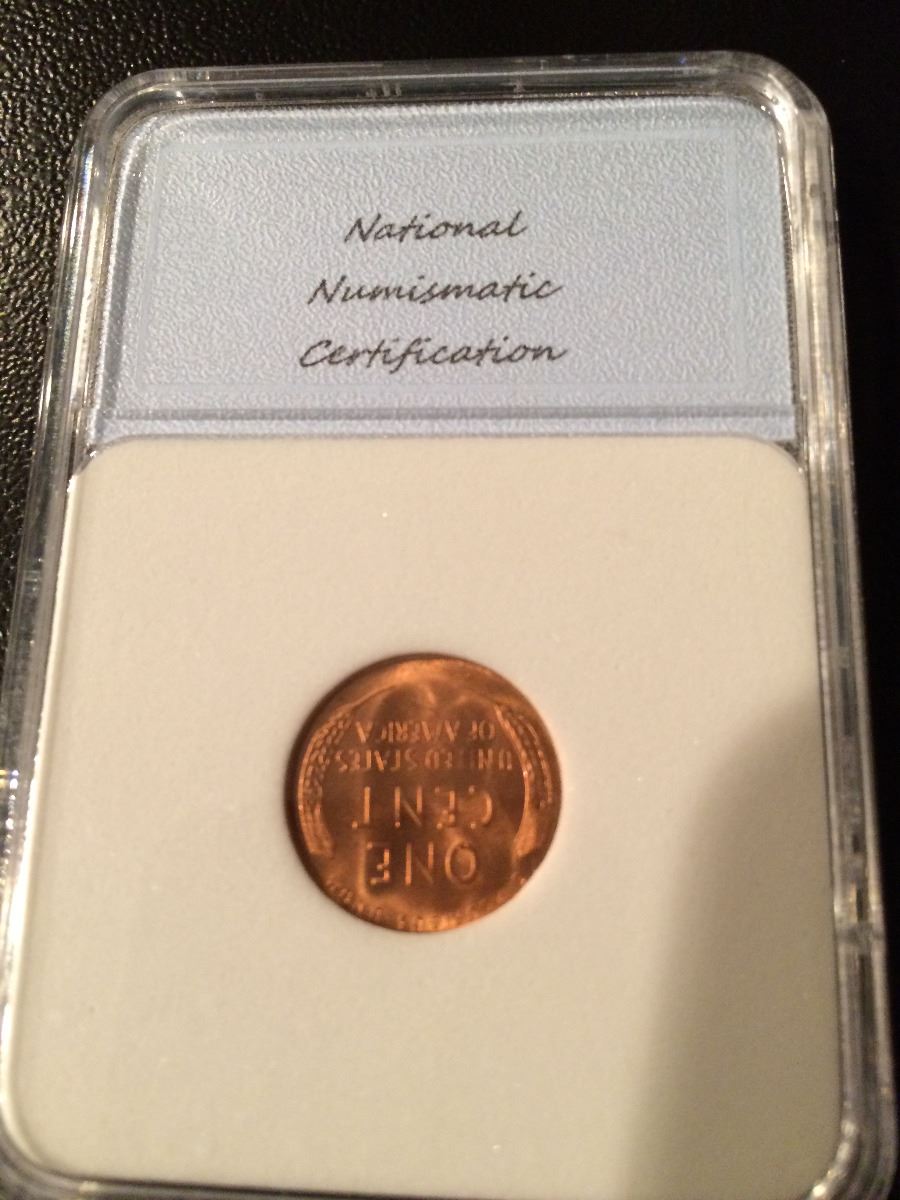 National
Numismatic
Certification
ONE
CENT
UNITED STATES
OF AMERICA